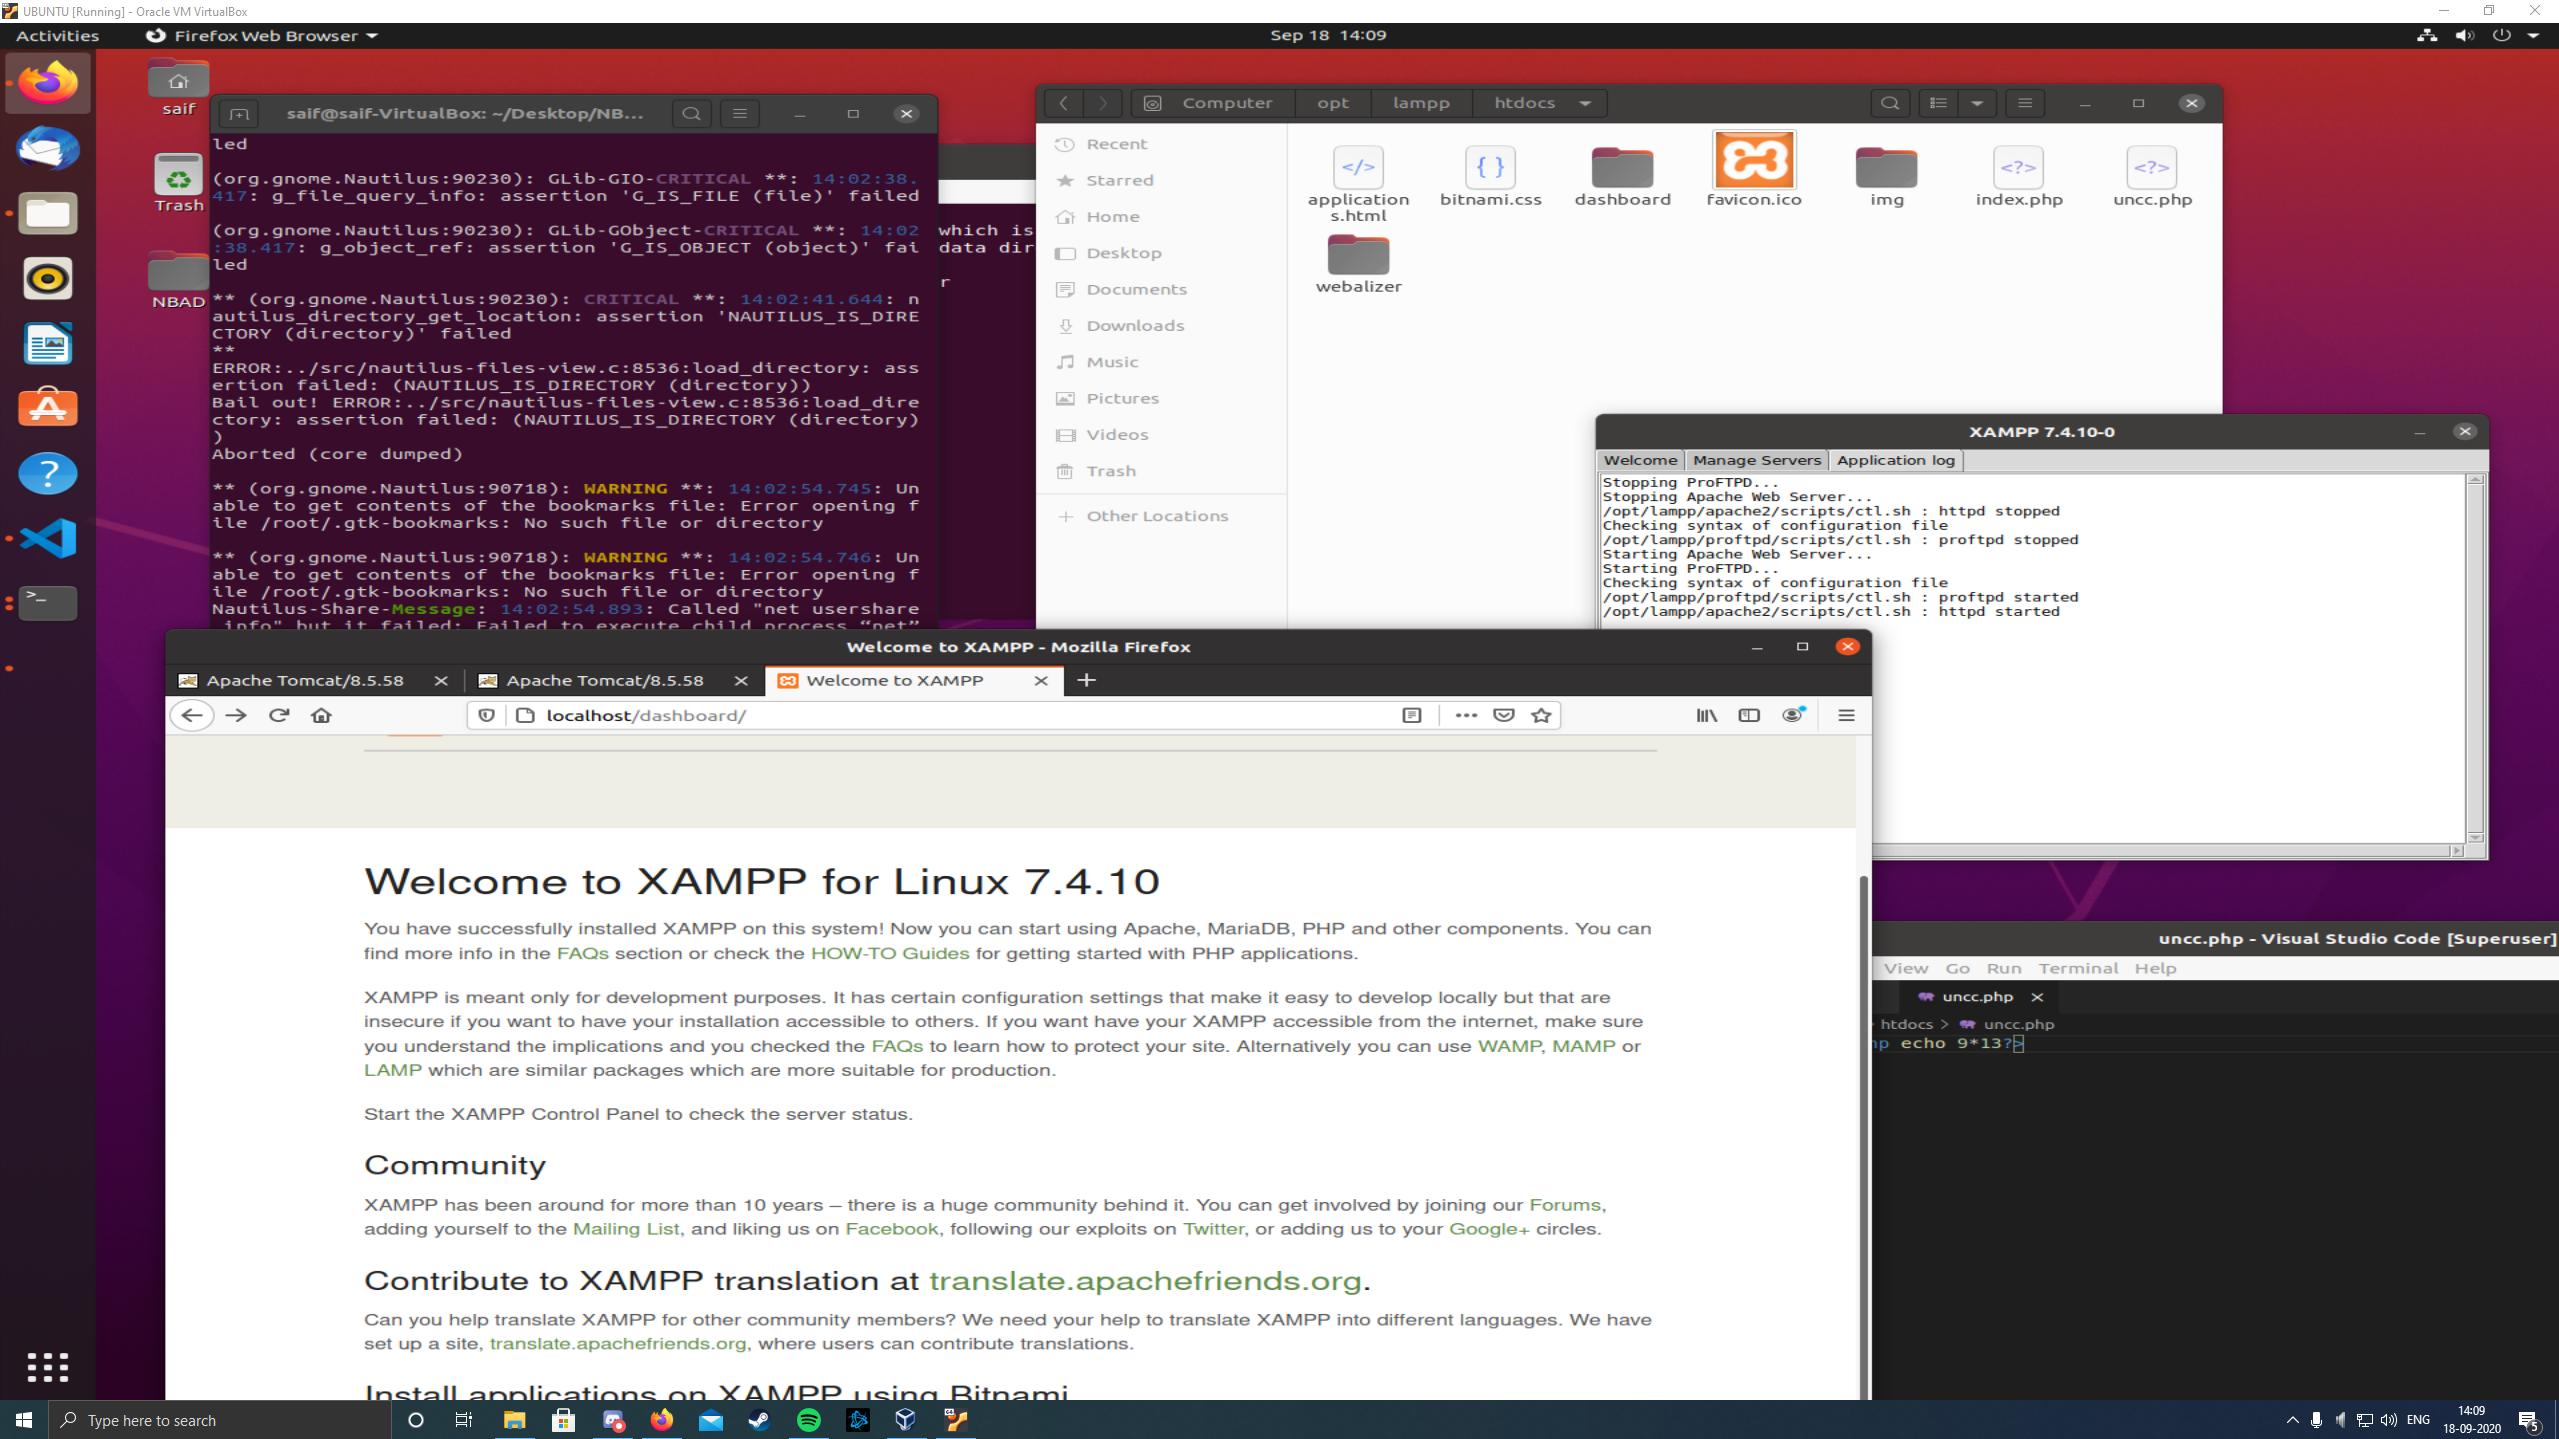 UBUNTU [Running] - Oracle VM VirtualBox
Activities
Firefox Web Browser
Sep 18 14:09
saif
Trash
NBAD
saif@saif-VirtualBox: ~/Desktop/NB...
led
(org.gnome.Nautilus:90230): GLib-GIO-CRITICAL **: 14:02:38.
417: g_file_query_info: assertion 'G_IS_FILE (file)' failed
(org.gnome.Nautilus:90230): GLib-GObject-CRITICAL **: 14:02
:38.417: g_object_ref: assertion 'G_IS_OBJECT (object)' fai
led
** (org.gnome.Nautilus:90230): CRITICAL **: 14:02:41.644: n
autilus_directory_get_location: assertion 'NAUTILUS_IS_DIRE
CTORY (directory)' failed
**
ERROR:../src/nautilus-files-view.c:8536:load_directory: ass
ertion failed: (NAUTILUS_IS_DIRECTORY (directory))
Bail out! ERROR:../src/nautilus-files-view.c:8536:load_dire
ctory: assertion failed: (NAUTILUS_IS_DIRECTORY (directory)
)
Aborted (core dumped)
** (org.gnome.Nautilus:90718): WARNING **: 14:02:54.745: Un
able to get contents of the bookmarks file: Error opening f
ile /root/.gtk-bookmarks: No such file or directory
** (org.gnome.Nautilus:90718): WARNING **: 14:02:54.746: Un
able to get contents of the bookmarks file: Error opening f
ile /root/.gtk-bookmarks: No such file or directory
Nautilus-Share-Message: 14:02:54.893: Called "net usershare
info" but it failed: Failed to execute child process “net”
which is
data dir
r
Computer
opt
lampp
htdocs
Recent
Starred
Home
Desktop
Documents
Downloads
Music
Pictures
Videos
Trash
+ Other Locations
application
s.html
bitnami.css
dashboard
favicon.ico
img
index.php
uncc.php
webalizer
XAMPP 7.4.10-0
Welcome
Manage Servers
Application log
Stopping ProFTPD...
Stopping Apache Web Server...
/opt/lampp/apache2/scripts/ctl.sh : httpd stopped
Checking syntax of configuration file
/opt/lampp/proftpd/scripts/ctl.sh : proftpd stopped
Starting Apache Web Server...
Starting ProFTPD...
Checking syntax of configuration file
/opt/lampp/proftpd/scripts/ctl.sh : proftpd started
/opt/lampp/apache2/scripts/ctl.sh : httpd started
Welcome to XAMPP - Mozilla Firefox
Apache Tomcat/8.5.58
Apache Tomcat/8.5.58
Welcome to XAMPP
localhost/dashboard/
Welcome to XAMPP for Linux 7.4.10
You have successfully installed XAMPP on this system! Now you can start using Apache, MariaDB, PHP and other components. You can
find more info in the FAQs section or check the HOW-TO Guides for getting started with PHP applications.
XAMPP is meant only for development purposes. It has certain configuration settings that make it easy to develop locally but that are
insecure if you want to have your installation accessible to others. If you want have your XAMPP accessible from the internet, make sure
you understand the implications and you checked the FAQs to learn how to protect your site. Alternatively you can use WAMP, MAMP or
LAMP which are similar packages which are more suitable for production.
Start the XAMPP Control Panel to check the server status.
Community
XAMPP has been around for more than 10 years – there is a huge community behind it. You can get involved by joining our Forums,
adding yourself to the Mailing List, and liking us on Facebook, following our exploits on Twitter, or adding us to your Google+ circles.
Contribute to XAMPP translation at translate.apachefriends.org.
Can you help translate XAMPP for other community members? We need your help to translate XAMPP into different languages. We have
set up a site, translate.apachefriends.org, where users can contribute translations.
Install applications on XAMPP using Bitnami
uncc.php - Visual Studio Code [Superuser]
View Go Run Terminal Help
uncc.php
htdocs > uncc.php
hp echo 9*13?>
Type here to search
ENG
14:09
18-09-2020
5